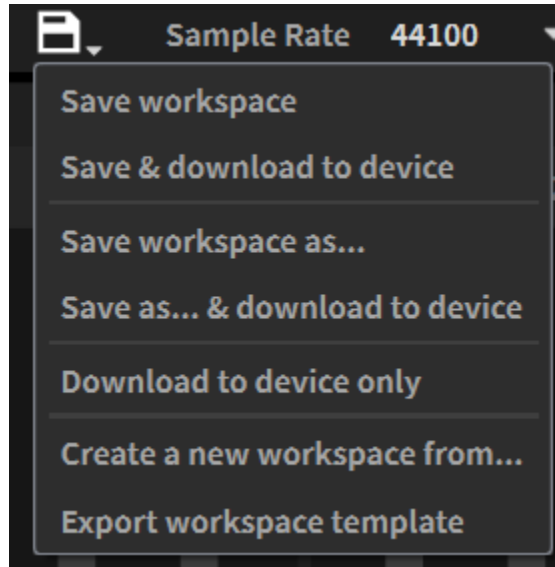 Sample Rate 44100
Save workspace
Save & download to device
Save workspace as...
Save as... & download to device
Download to device only
Create a new workspace from...
Export workspace template